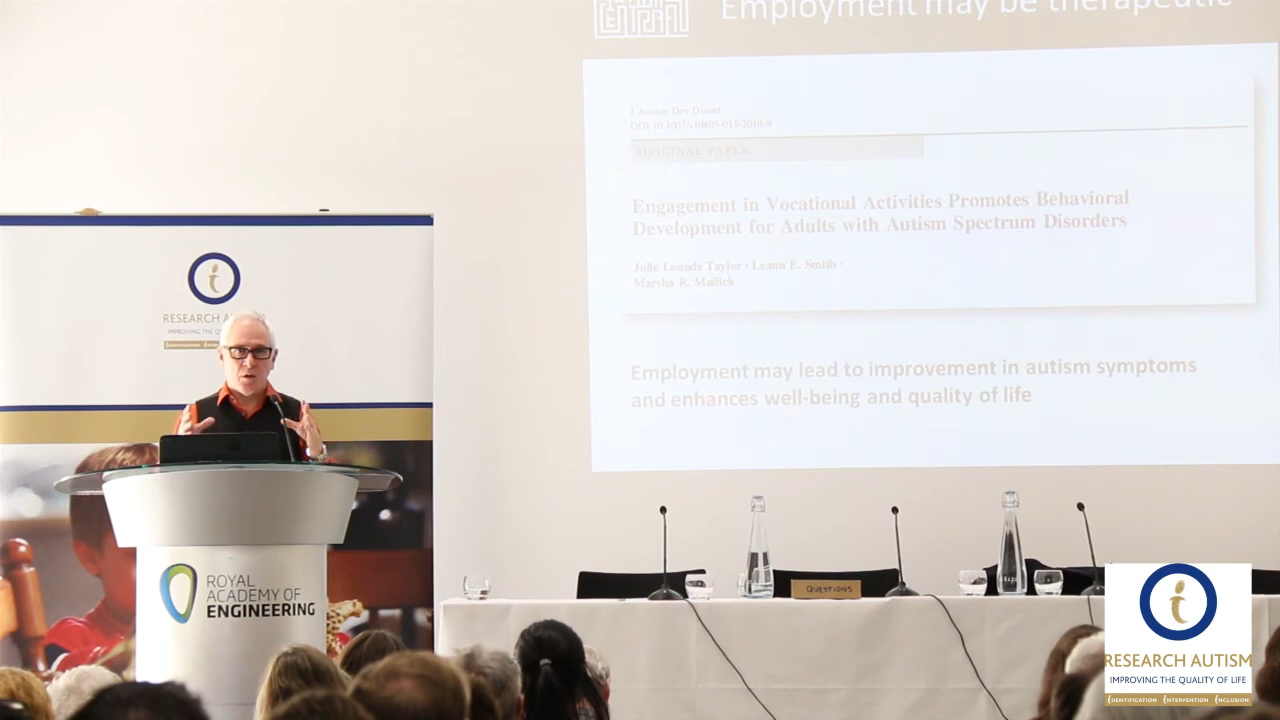 Employment may be therapeutic
CENTRAL
J Autism Dev Disord
ORIGINAL PAPER
Engagement in Vocational Activities Promotes Behavioral
Development for Adults with Autism Spectrum Disorders
Julie Lounds Taylor · Leann E. Smith ·
Marsha R. Mailick
Employment may lead to improvement in autism symptoms
and enhances well-being and quality of life
i
RESEARCH
IMPROVING THE
ROYAL
ACADEMY OF
ENGINEERING
QUESTIONS
i
RESEARCH AUTISM
IMPROVING THE QUALITY OF LIFE
IDENTIFICATION INTERVENTION INCLUSION